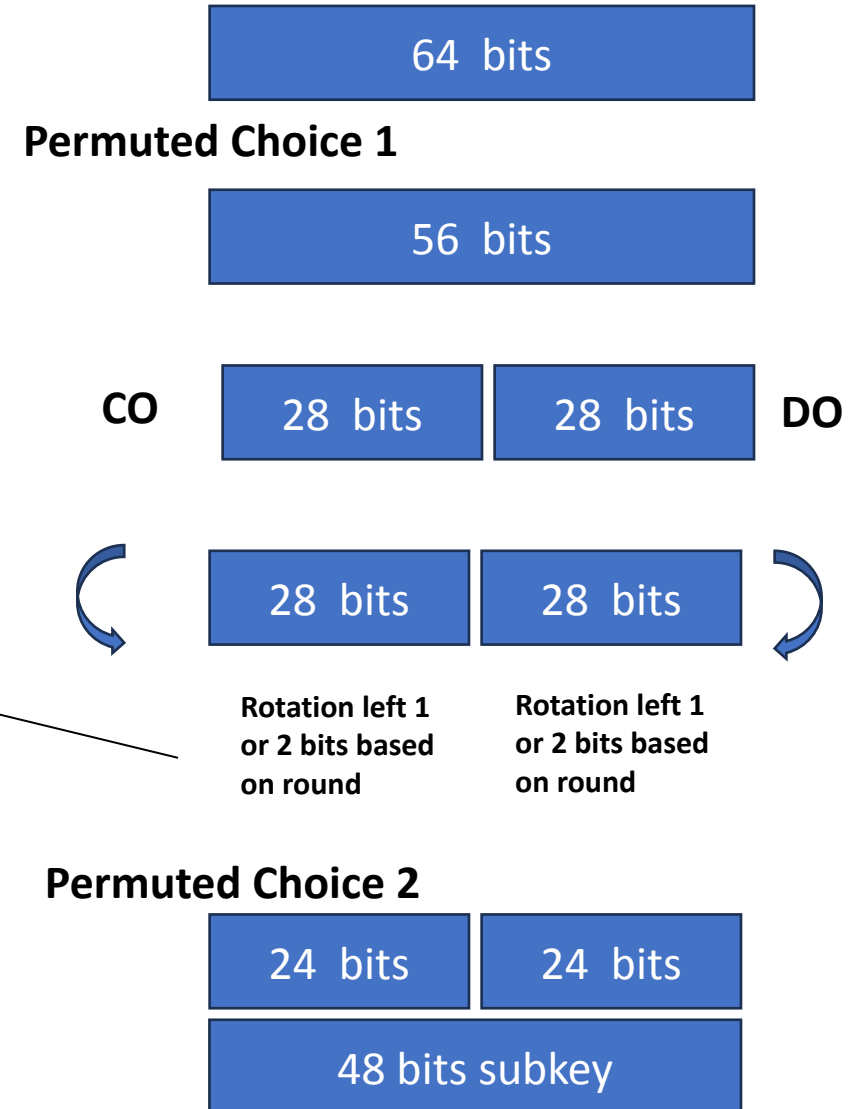 64 bits
Permuted Choice 1
56 bits
CO
28 bits
28 bits
DO
28 bits
28 bits
Rotation left 1
or 2 bits based
on round
Rotation left 1
or 2 bits based
on round
Permuted Choice 2
24 bits
24 bits
48 bits subkey